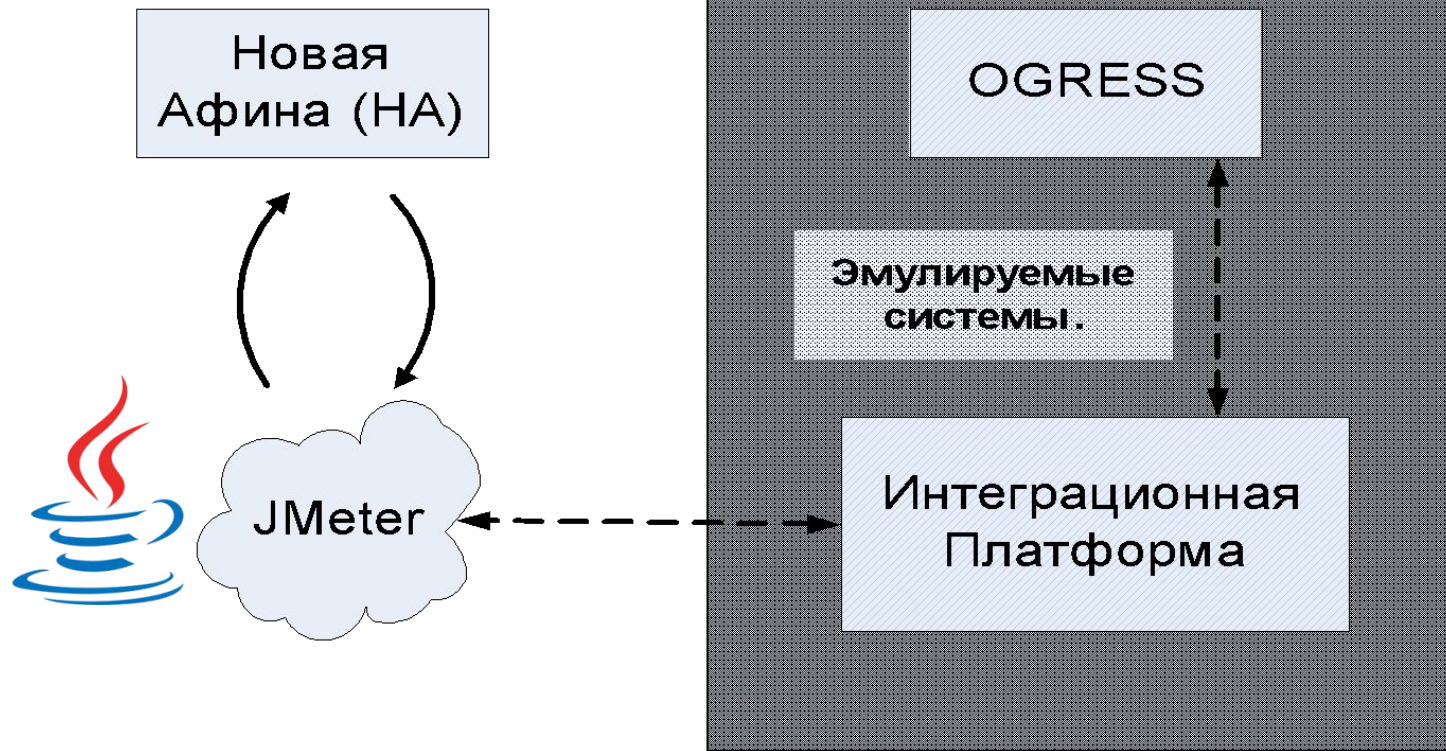 Новая
Афина (НА)
OGRESS
Эмулируемые
системы.
JMeter
Интеграционная
Платформа